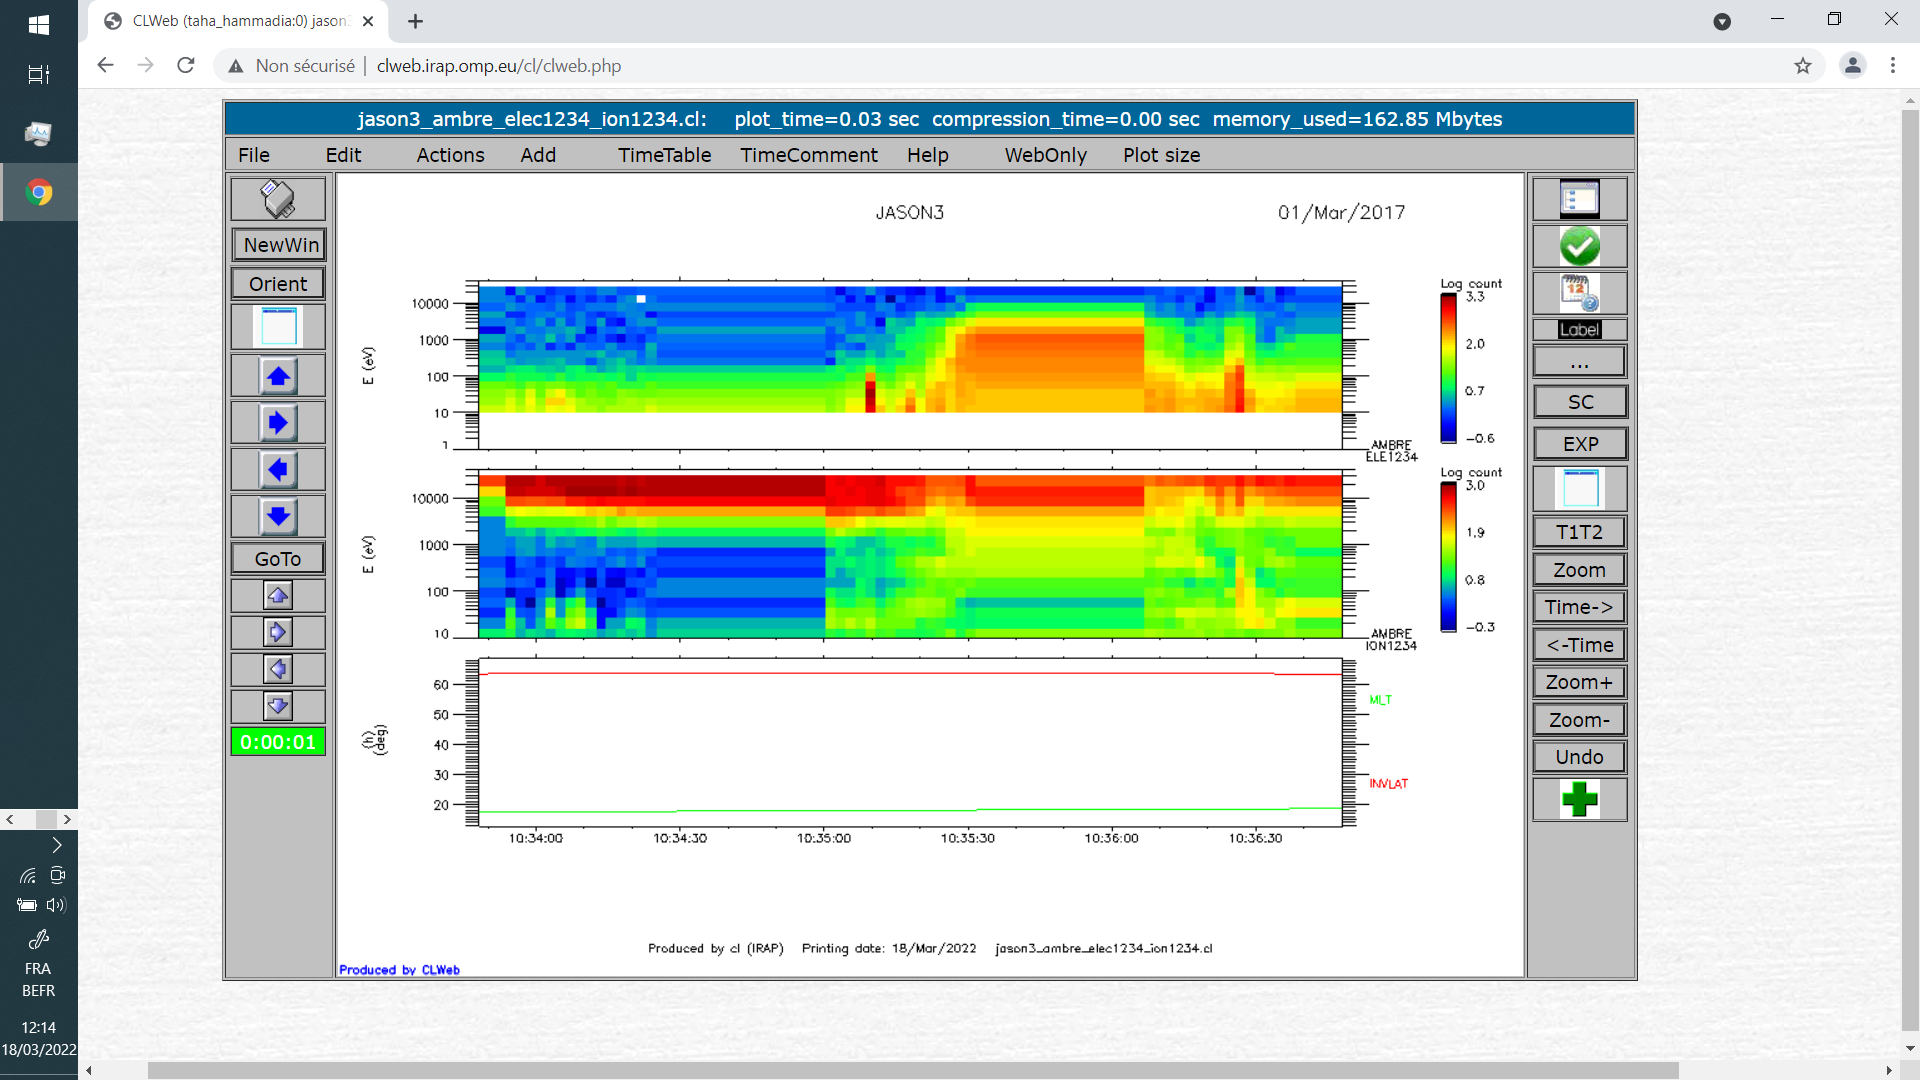 CLWeb (taha_hammadia:0) jason3
Non sécurisé | clweb.irap.omp.eu/cl/clweb.php
jason3_ambre_elec1234_ion1234.cl: plot_time=0.03 sec compression_time=0.00 sec memory_used=162.85 Mbytes
File Edit Actions Add TimeTable TimeComment Help WebOnly Plot size
NewWin
Orient
GoTo
0:00:01
JASON3 01/Mar/2017
Log count
3.3
2.0
0.7
-0.6
10000
1000
100
10
1
E (eV)
AMBRE
ELE1234
Log count
3.0
1.9
0.8
-0.3
10000
1000
100
10
E (eV)
AMBRE
ION1234
60
50
40
30
20
(h)
(deg)
MLT
INVLAT
10:34:00 10:34:30 10:35:00 10:35:30 10:36:00 10:36:30
Produced by cl (IRAP) Printing date: 18/Mar/2022 jason3_ambre_elec1234_ion1234.cl
Produced by CLWeb
12
Label
...
SC
EXP
T1T2
Zoom
Time->
<-Time
Zoom+
Zoom-
Undo
FRA
BEFR
12:14
18/03/2022